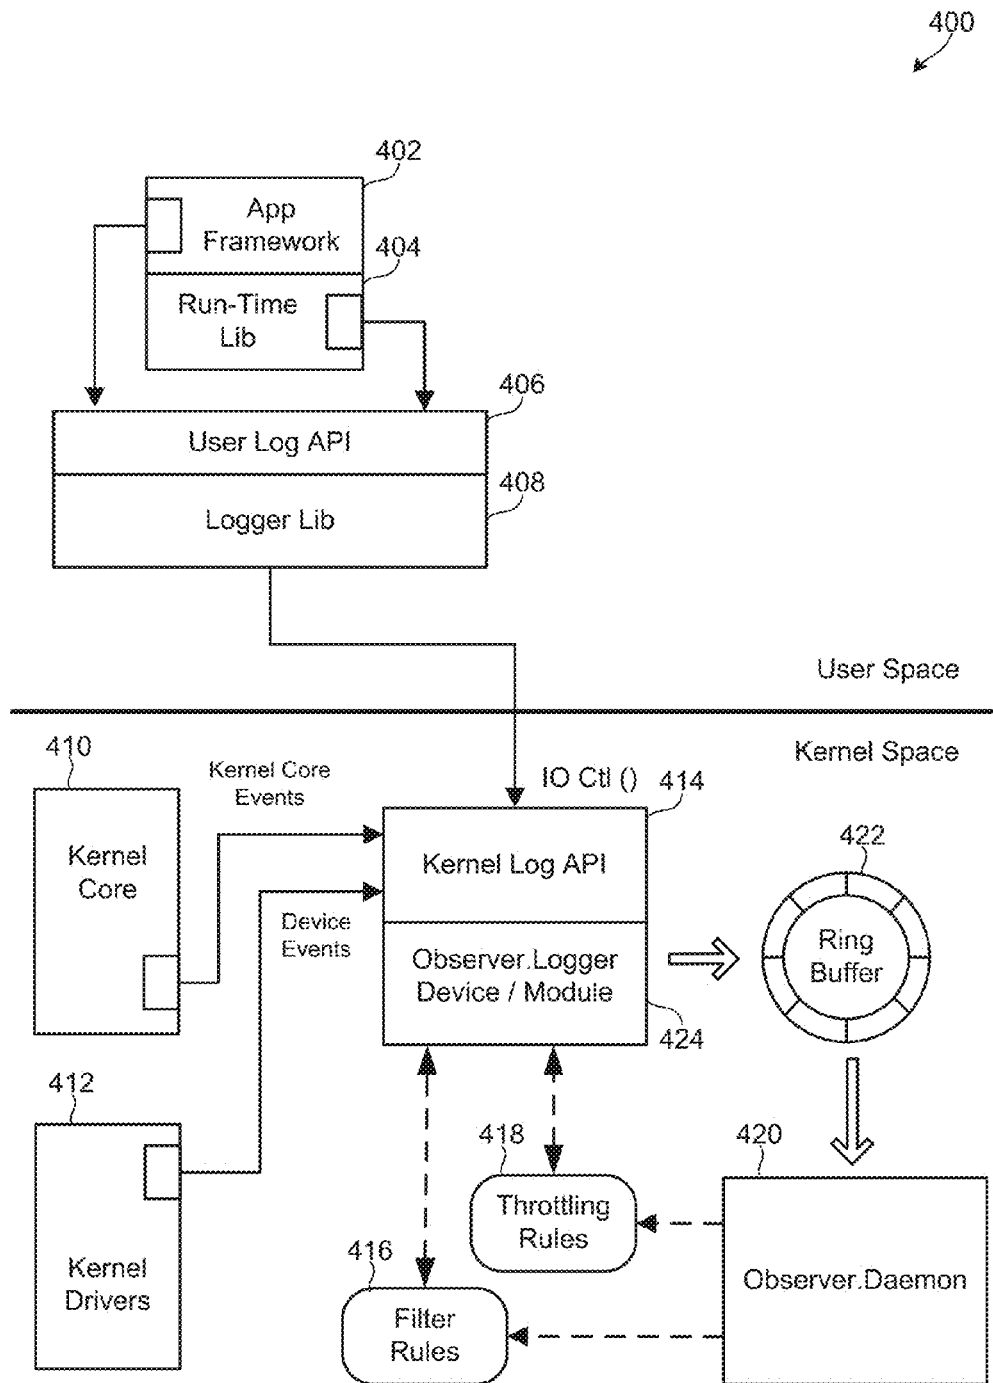 400
402
App
Framework
404
Run-Time
Lib
406
User Log API
408
Logger Lib
User Space
Kernel Space
410
Kernel Core
Events
IO Ctl ()
414
Kernel
Core
Kernel Log API
422
Device
Events
Ring
Buffer
Observer.Logger
Device / Module
424
412
418
420
Throttling
Rules
416
Kernel
Drivers
Observer.Daemon
Filter
Rules